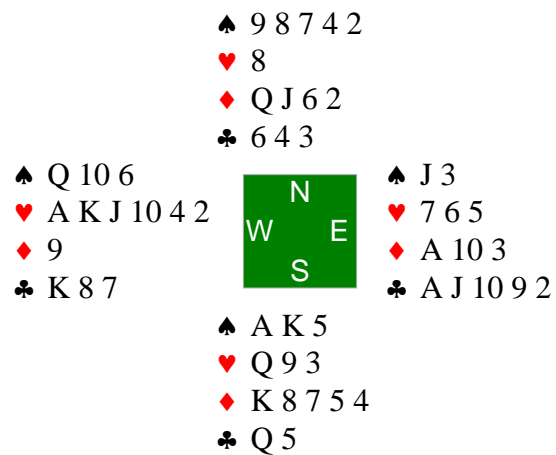 ♠ 9 8 7 4 2
♥ 8
♦ Q J 6 2
♣ 6 4 3
♠ Q 10 6
♥ A K J 10 4 2
♦ 9
♣ K 8 7
N
W E
S
♠ J 3
♥ 7 6 5
♦ A 10 3
♣ A J 10 9 2
♠ A K 5
♥ Q 9 3
♦ K 8 7 5 4
♣ Q 5